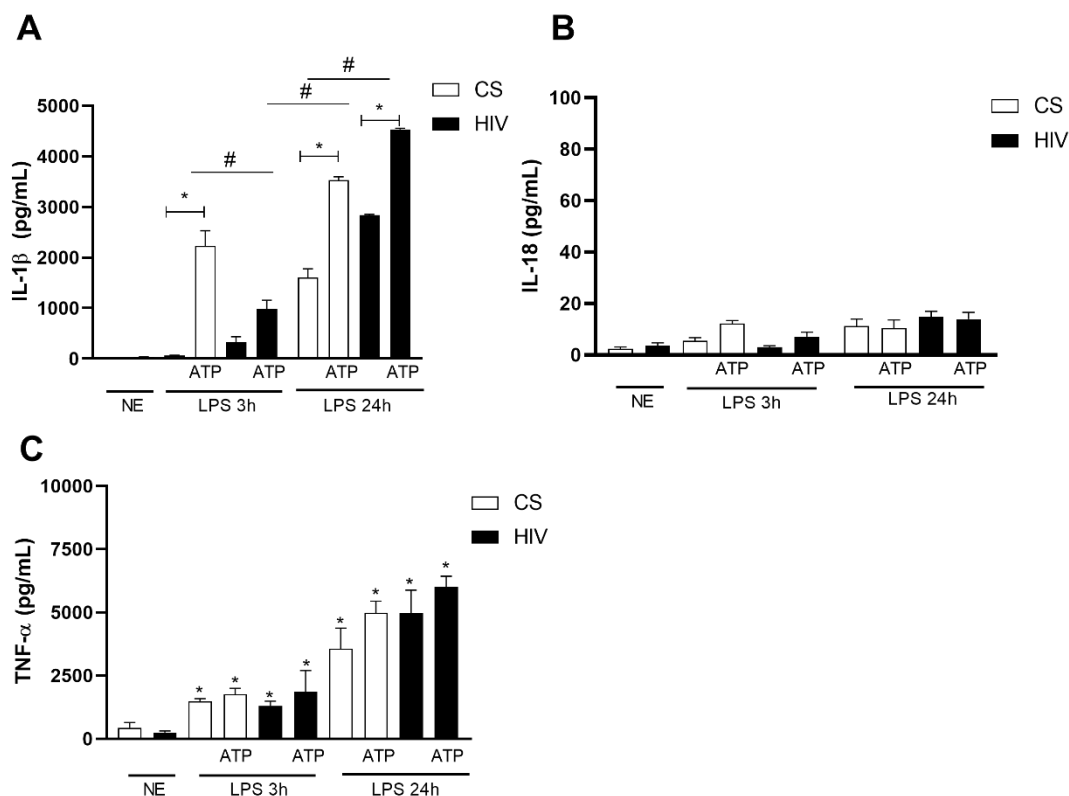 A
#
#
#
*
*
*
CS
HIV
5000
4000
3000
2000
1000
0
IL-1β (pg/mL)
ATP ATP ATP ATP
NE LPS 3h LPS 24h
B
CS
HIV
100
80
60
40
20
0
IL-18 (pg/mL)
ATP ATP ATP ATP
NE LPS 3h LPS 24h
C
CS
HIV
10000
7500
5000
2500
0
TNF-α (pg/mL)
* * * * * * * *
ATP ATP ATP ATP
NE LPS 3h LPS 24h